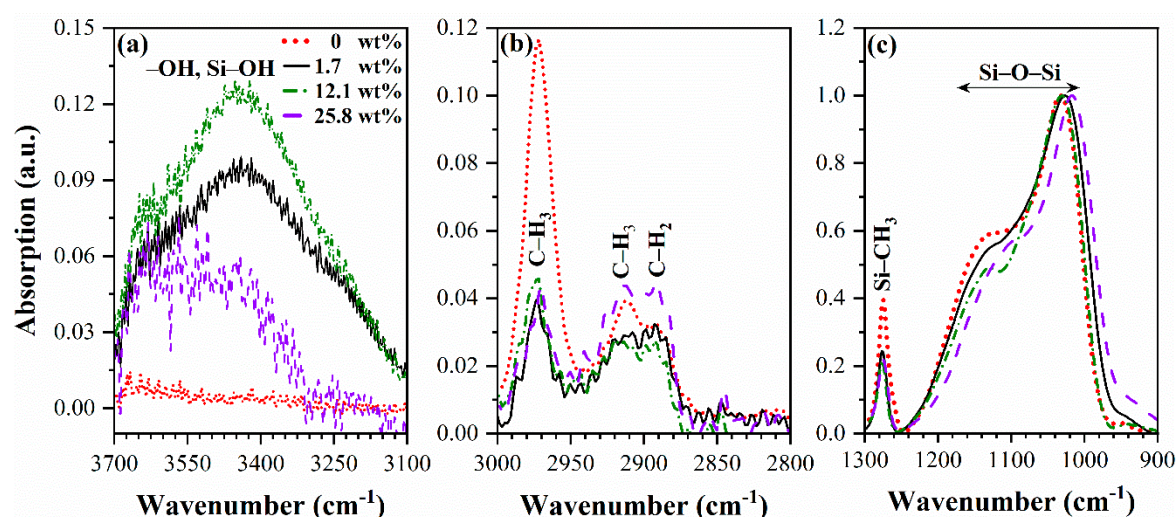 (a)
–OH, Si–OH
0 wt%
1.7 wt%
12.1 wt%
25.8 wt%
0.15
0.12
0.09
0.06
0.03
0.00
3700
3550
3400
3250
3100
Wavenumber (cm⁻¹)
Absorption (a.u.)
(b)
C–H₃
C–H₃
C–H₂
0.12
0.10
0.08
0.06
0.04
0.02
0.00
3000
2950
2900
2850
2800
Wavenumber (cm⁻¹)
(c)
Si–O–Si
Si–CH₃
1.2
1.0
0.8
0.6
0.4
0.2
0.0
1300
1200
1100
1000
900
Wavenumber (cm⁻¹)